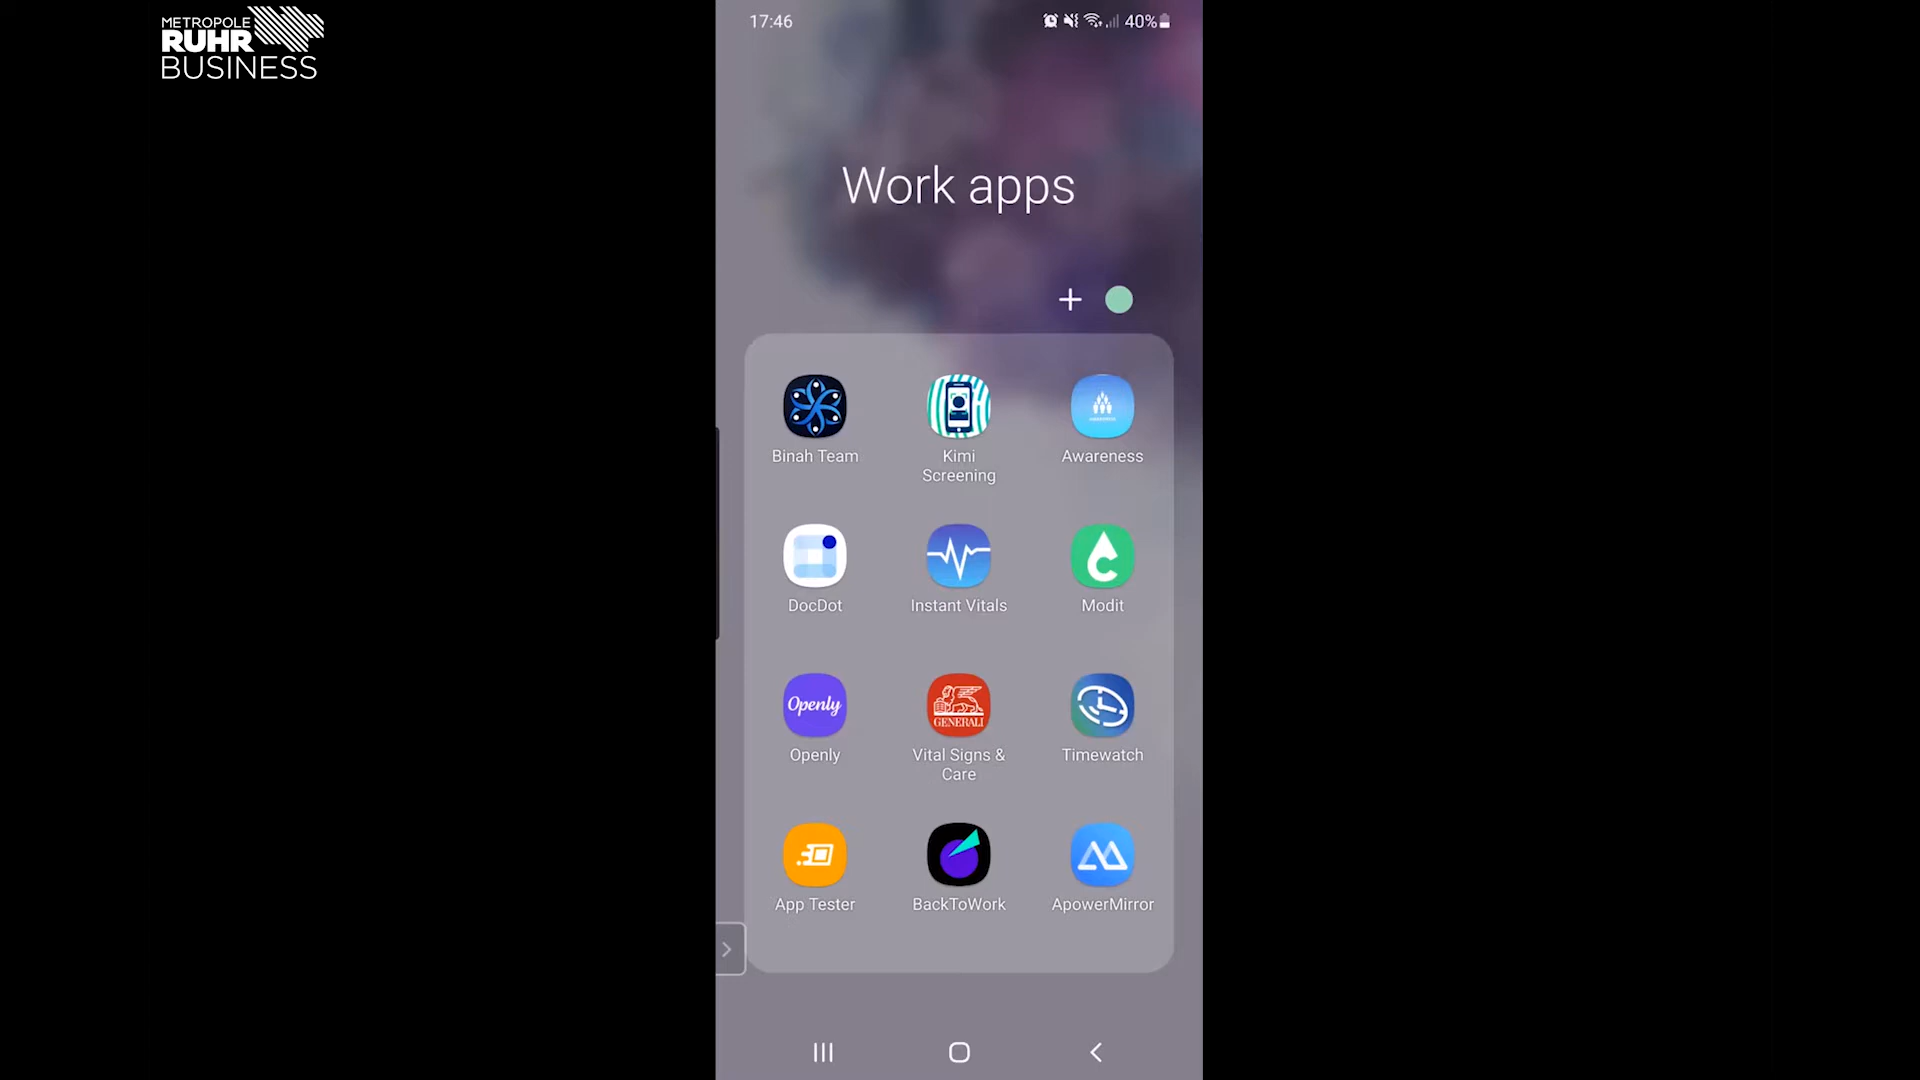 METROPOLE
RUHR
BUSINESS
17:46
40%
Work apps
Binah Team
Kimi
Screening
Awareness
DocDot
Instant Vitals
C
Modit
Openly
Openly
GENERALI
Vital Signs &
Care
Timewatch
App Tester
BackToWork
ApowerMirror